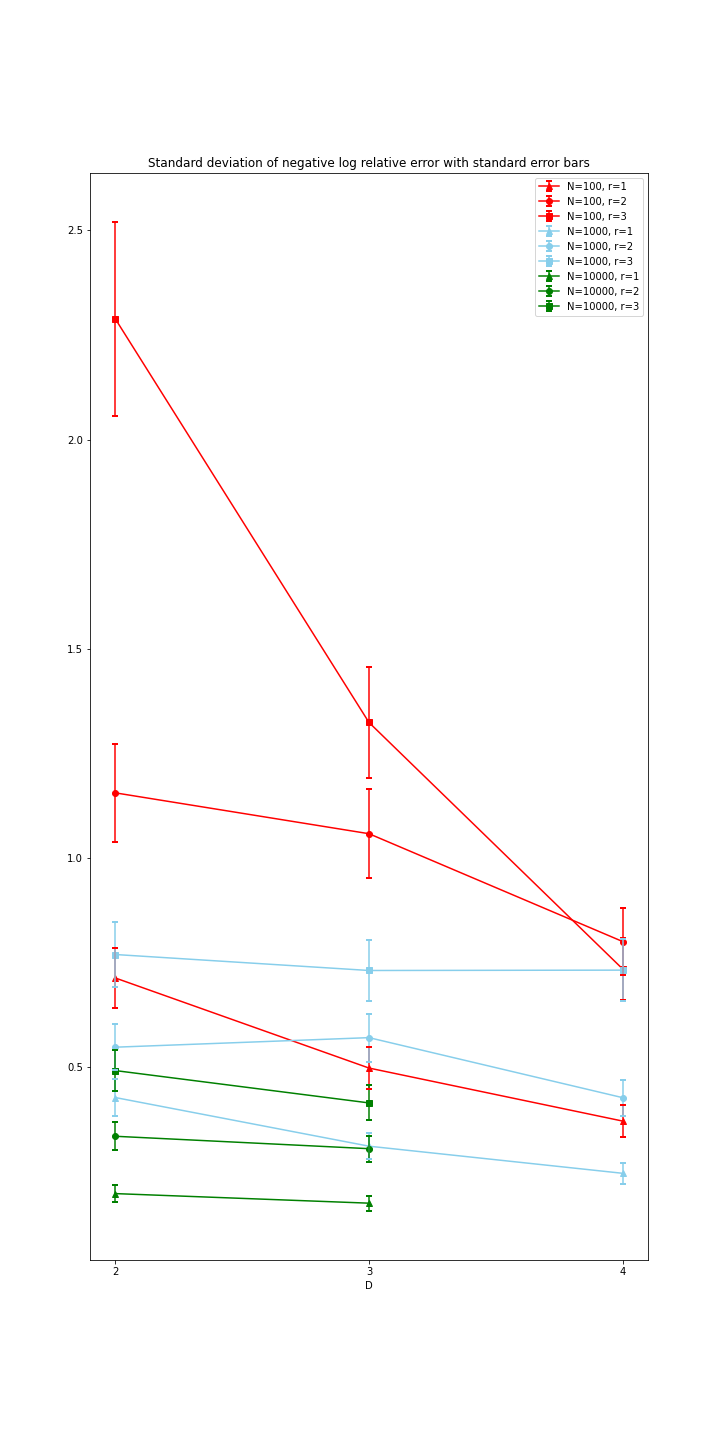 Standard deviation of negative log relative error with standard error bars
N=100, r=1
N=100, r=2
N=100, r=3
N=1000, r=1
N=1000, r=2
N=1000, r=3
N=10000, r=1
N=10000, r=2
N=10000, r=3
2.5
2.0
1.5
1.0
0.5
2 3 4
D